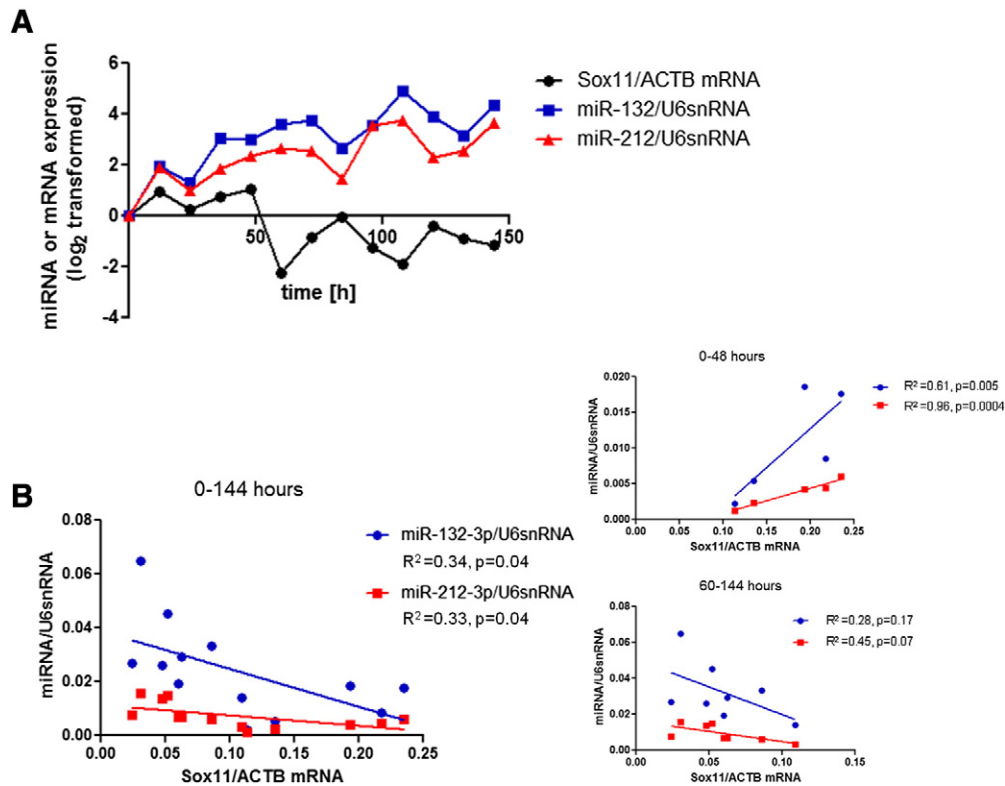 A
miRNA or mRNA expression
(log2 transformed)
6
4
2
0
-2
-4
50
100
150
time [h]
Sox11/ACTB mRNA
miR-132/U6snRNA
miR-212/U6snRNA
0-48 hours
miRNA/U6snRNA
0.020
0.015
0.010
0.005
0.000
0.00
0.05
0.10
0.15
0.20
0.25
Sox11/ACTB mRNA
R2=0.61, p=0.005
R2=0.96, p=0.0004
B
0-144 hours
miRNA/U6snRNA
0.08
0.06
0.04
0.02
0.00
0.00
0.05
0.10
0.15
0.20
0.25
Sox11/ACTB mRNA
miR-132-3p/U6snRNA
R2=0.34, p=0.04
miR-212-3p/U6snRNA
R2=0.33, p=0.04
60-144 hours
miRNA/U6snRNA
0.08
0.06
0.04
0.02
0.00
0.00
0.05
0.10
0.15
Sox11/ACTB mRNA
R2=0.28, p=0.17
R2=0.45, p=0.07